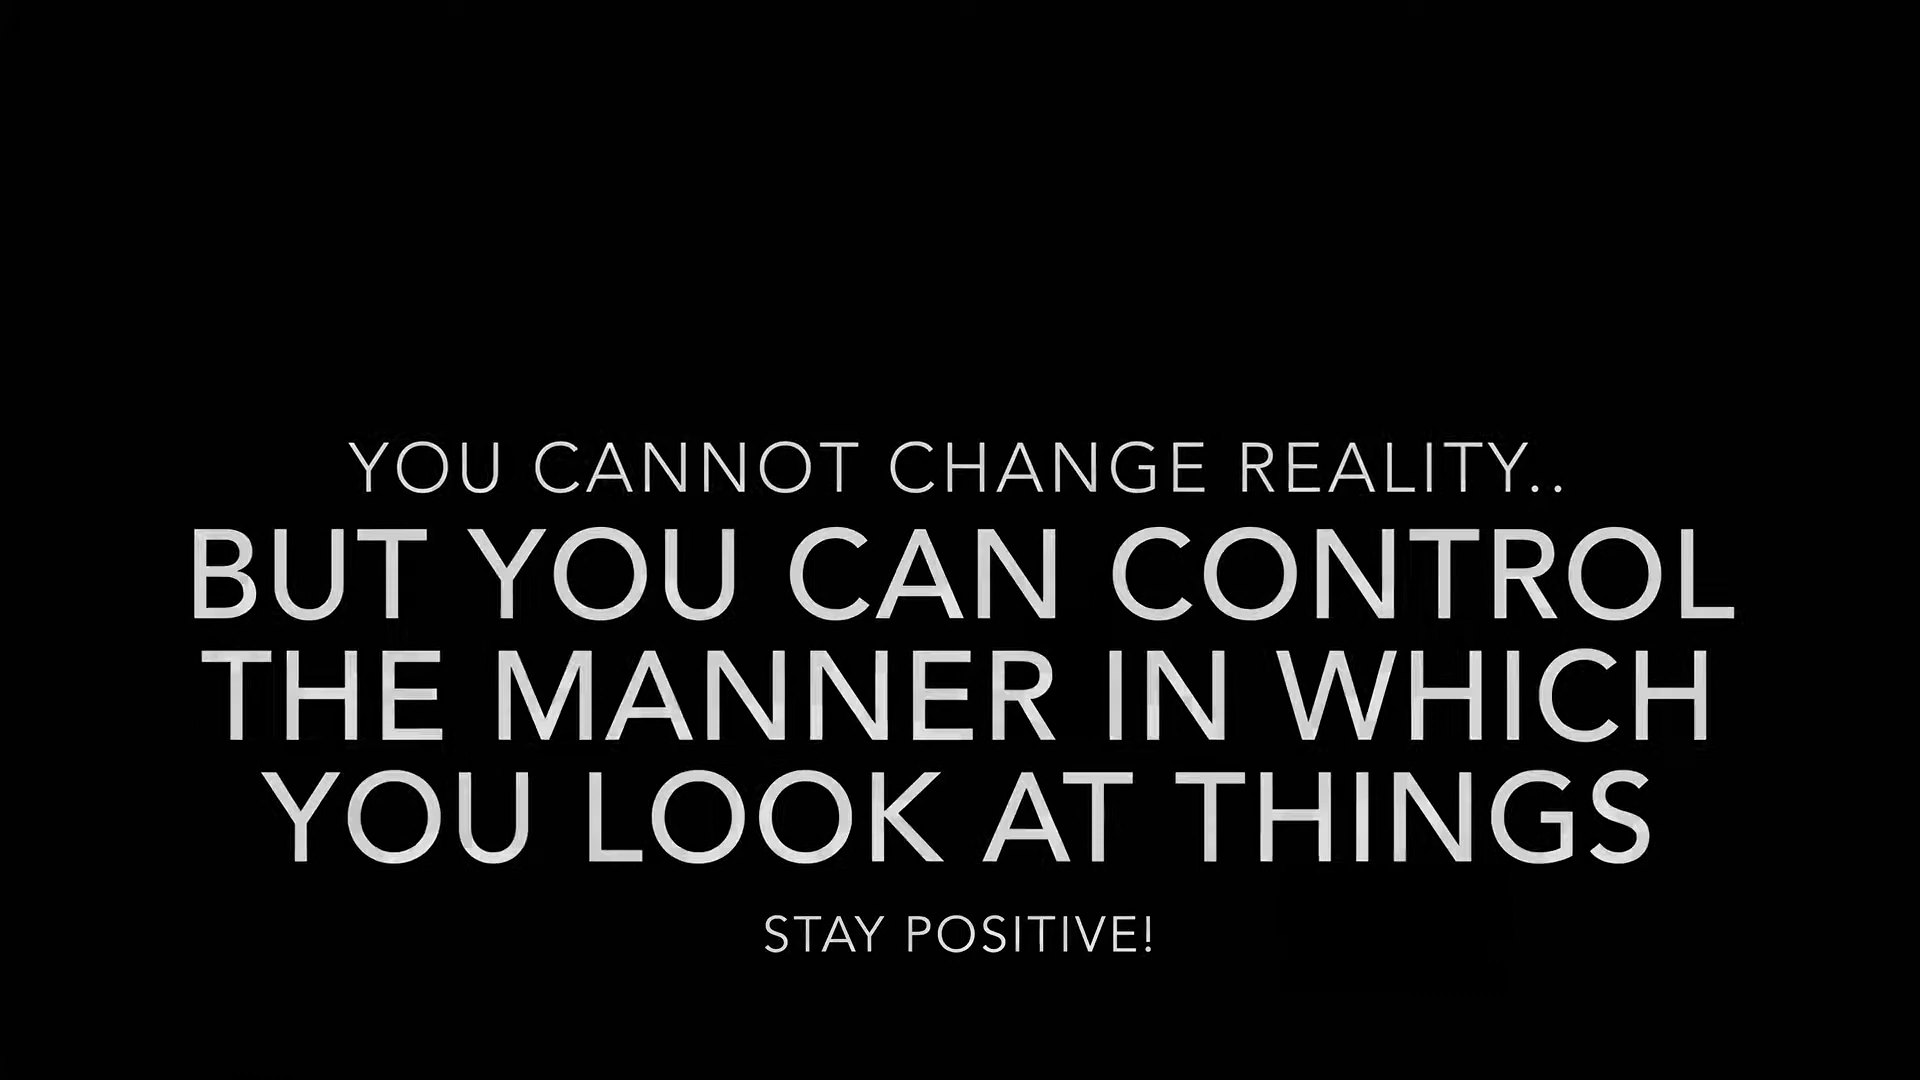 YOU CANNOT CHANGE REALITY..
BUT YOU CAN CONTROL
THE MANNER IN WHICH
YOU LOOK AT THINGS
STAY POSITIVE!